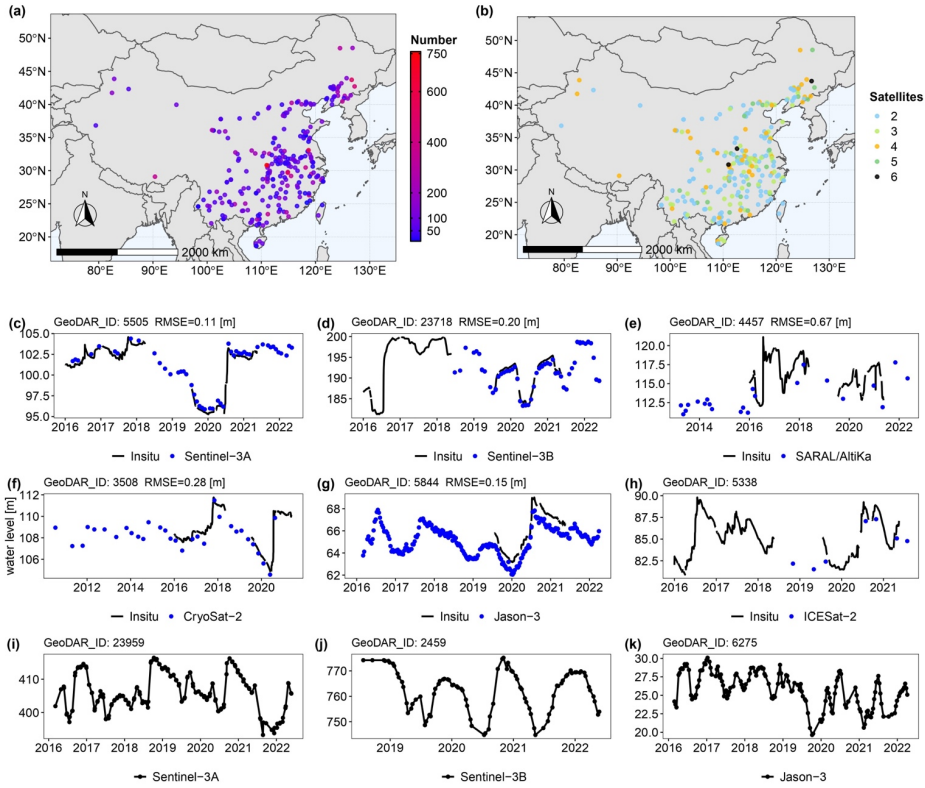 (a)
(b)
50°N
45°N
40°N
35°N
30°N
25°N
20°N
N
2000 km
80°E 90°E 100°E 110°E 120°E 130°E
Number
750
600
400
200
100
50
50°N
45°N
40°N
35°N
30°N
25°N
20°N
N
2000 km
80°E 90°E 100°E 110°E 120°E 130°E
Satellites
2
3
4
5
6
(c) GeoDAR_ID: 5505 RMSE=0.11 [m]
105.0
102.5
100.0
97.5
95.0
2016 2017 2018 2019 2020 2021 2022
Insitu Sentinel−3A
(d) GeoDAR_ID: 23718 RMSE=0.20 [m]
200
195
190
185
2016 2017 2018 2019 2020 2021 2022
Insitu Sentinel−3B
(e) GeoDAR_ID: 4457 RMSE=0.67 [m]
120.0
117.5
115.0
112.5
2014 2016 2018 2020 2022
Insitu SARAL/AltiKa
water level [m]
(f) GeoDAR_ID: 3508 RMSE=0.28 [m]
110
108
106
2012 2014 2016 2018 2020
Insitu CryoSat−2
(g) GeoDAR_ID: 5844 RMSE=0.15 [m]
68
66
64
62
2016 2017 2018 2019 2020 2021 2022
Insitu Jason−3
(h) GeoDAR_ID: 5338
90.0
87.5
85.0
82.5
2016 2017 2018 2019 2020 2021
Insitu ICESat−2
(i) GeoDAR_ID: 23959
410
400
2016 2017 2018 2019 2020 2021 2022
Sentinel−3A
(j) GeoDAR_ID: 2459
770
760
750
2019 2020 2021 2022
Sentinel−3B
(k) GeoDAR_ID: 6275
30.0
27.5
25.0
22.5
20.0
2016 2017 2018 2019 2020 2021 2022
Jason−3